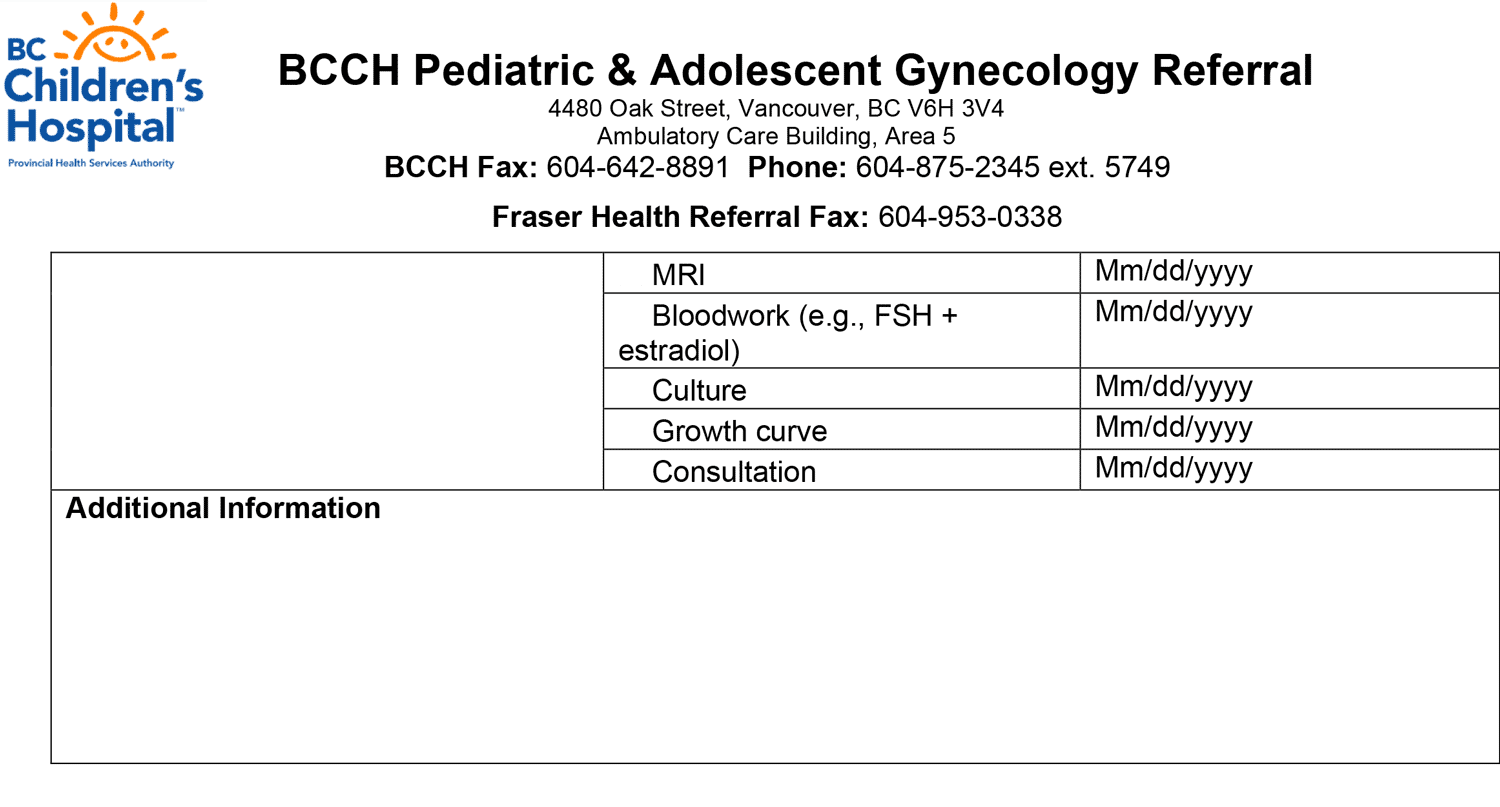 BC
Children's
Hospital™
Provincial Health Services Authority
BCCH Pediatric & Adolescent Gynecology Referral
4480 Oak Street, Vancouver, BC V6H 3V4
Ambulatory Care Building, Area 5
BCCH Fax: 604-642-8891 Phone: 604-875-2345 ext. 5749
Fraser Health Referral Fax: 604-953-0338
MRI Mm/dd/yyyy
Bloodwork (e.g., FSH + Mm/dd/yyyy
estradiol)
Culture Mm/dd/yyyy
Growth curve Mm/dd/yyyy
Consultation Mm/dd/yyyy
Additional Information